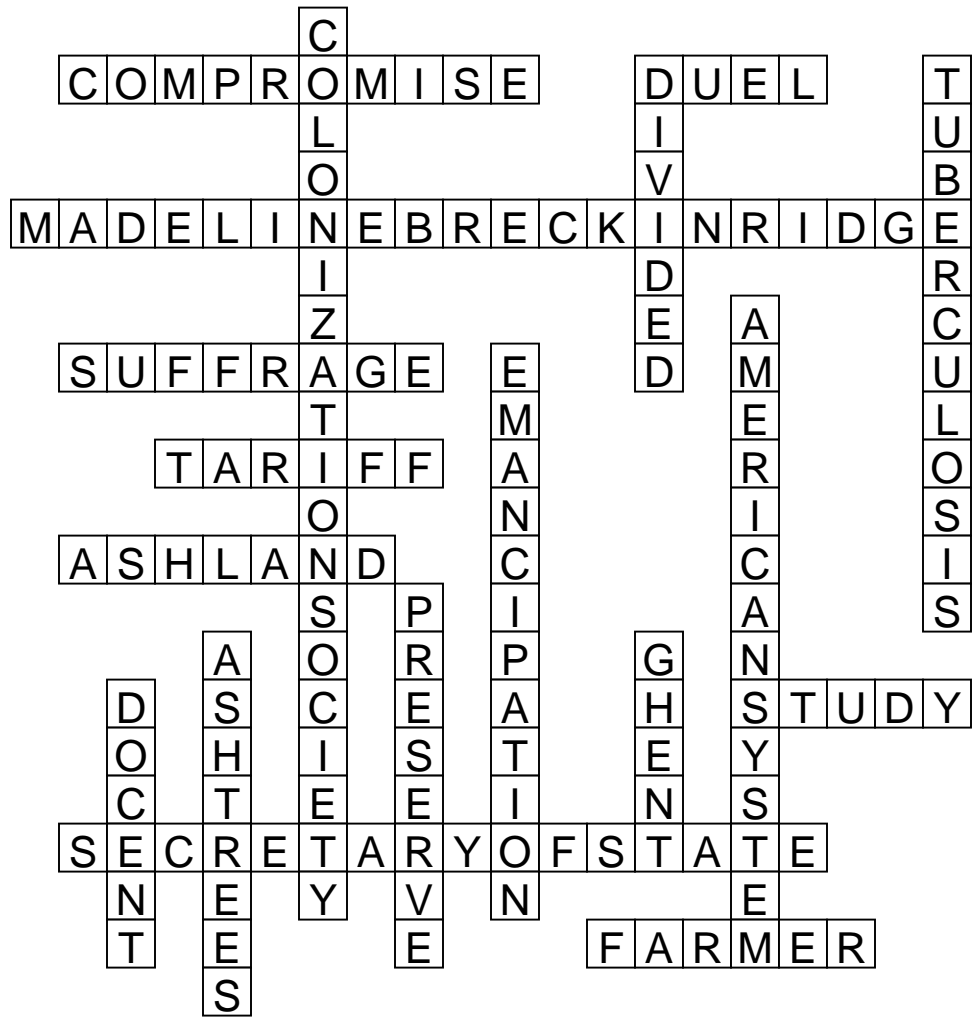 COLONIZATIONSOCIETY
COMPROMISE
DUEL
DIVIDED
TUBERCULOSIS
MADELINEBRECKINRIDGE
AMERICANSYSTEM
SUFFRAGE
EMANCIPATION
TARIFF
ASHLAND
PRESERVE
ASHTREES
GHENT
DOCENT
STUDY
SECRETARYOFSTATE
FARMER